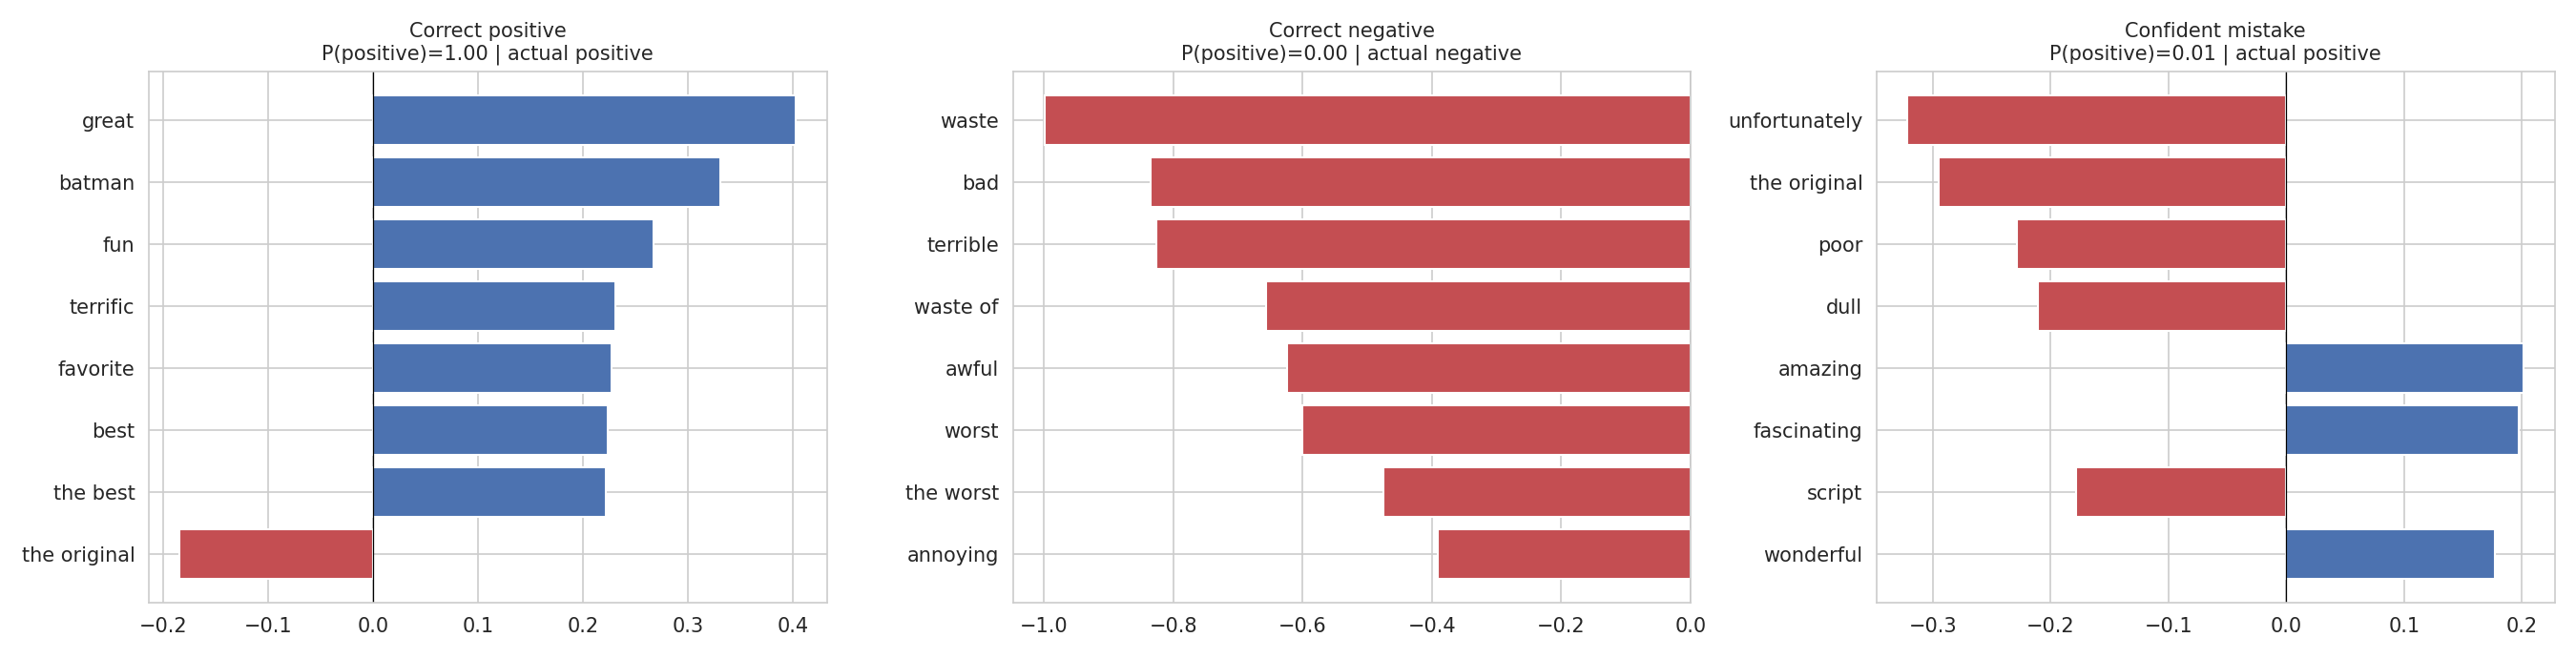 Correct positive
P(positive)=1.00 | actual positive
great
batman
fun
terrific
favorite
best
the best
the original
−0.2 −0.1 0.0 0.1 0.2 0.3 0.4
Correct negative
P(positive)=0.00 | actual negative
waste
bad
terrible
waste of
awful
worst
the worst
annoying
−1.0 −0.8 −0.6 −0.4 −0.2 0.0
Confident mistake
P(positive)=0.01 | actual positive
unfortunately
the original
poor
dull
amazing
fascinating
script
wonderful
−0.3 −0.2 −0.1 0.0 0.1 0.2